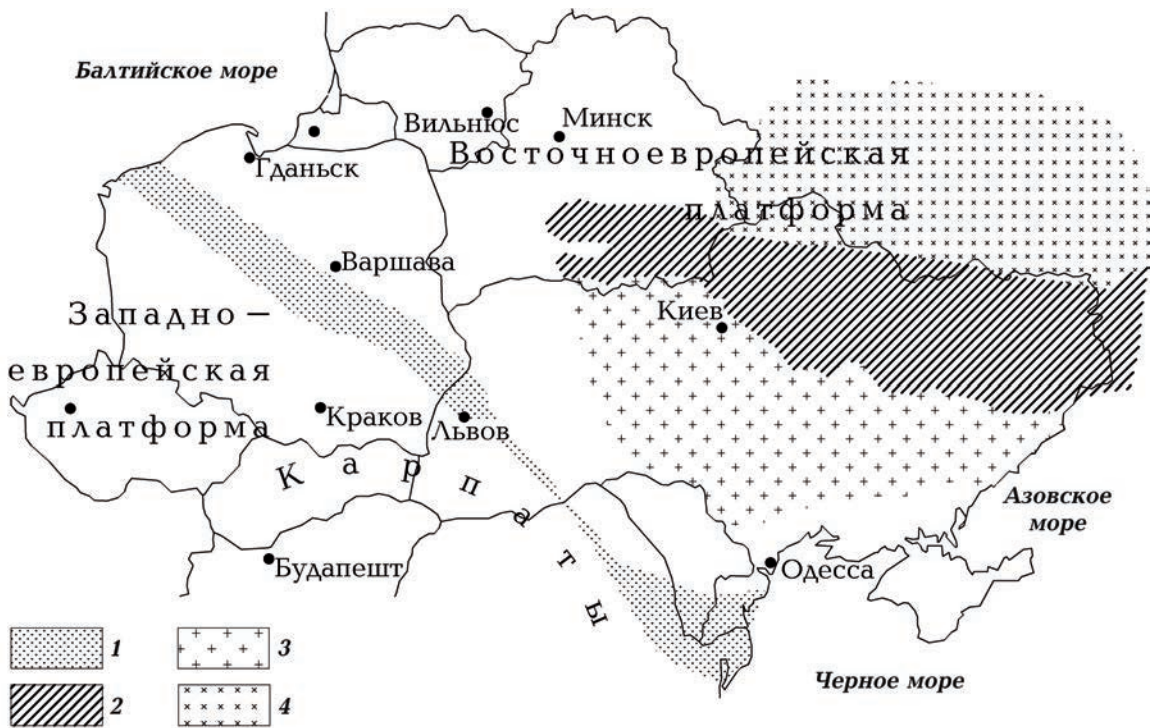 Балтийское море
Вильнюс
Минск
Гданьск
Восточноевропейская
платформа
Варшава
Западно –
европейская
платформа
Киев
Краков
Львов
Карпаты
Азовское
море
Будапешт
Одесса
Черное море
1
2
3
4